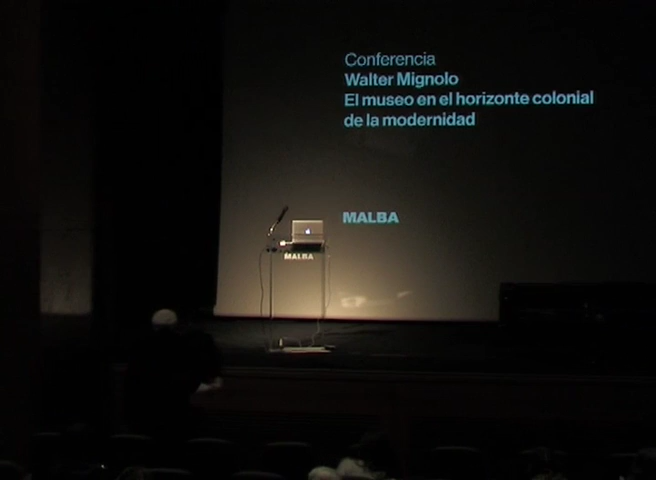 Conferencia
Walter Mignolo
El museo en el horizonte colonial
de la modernidad
MALBA
MALBA